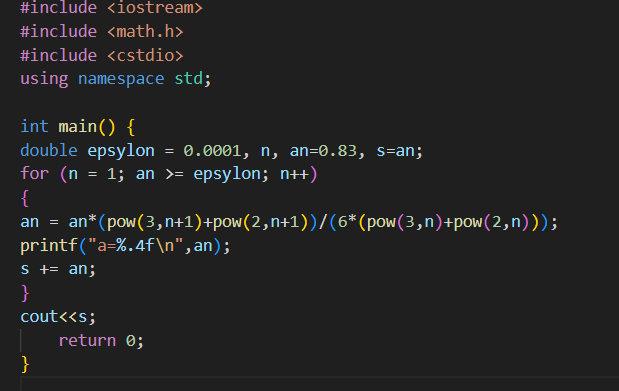 #include <iostream>
#include <math.h>
#include <cstdio>
using namespace std;
int main() {
double epsylon = 0.0001, n, an=0.83, s=an;
for (n = 1; an >= epsylon; n++)
{
an = an*(pow(3,n+1)+pow(2,n+1))/(6*(pow(3,n)+pow(2,n)));
printf("a=%.4f\n",an);
s += an;
}
cout<<s;
return 0;
}